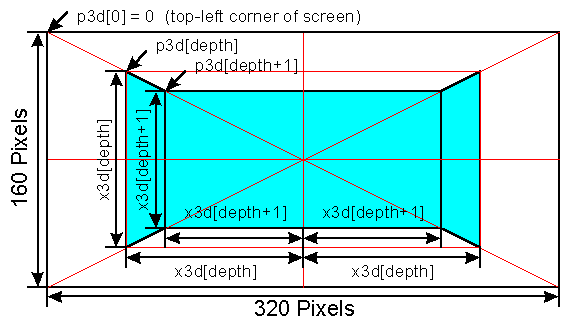 p3d[0] = 0 (top-left corner of screen)
p3d[depth]
p3d[depth+1]
160 Pixels
x3d[depth]
x3d[depth+1]
x3d[depth+1]
x3d[depth+1]
x3d[depth]
x3d[depth]
320 Pixels